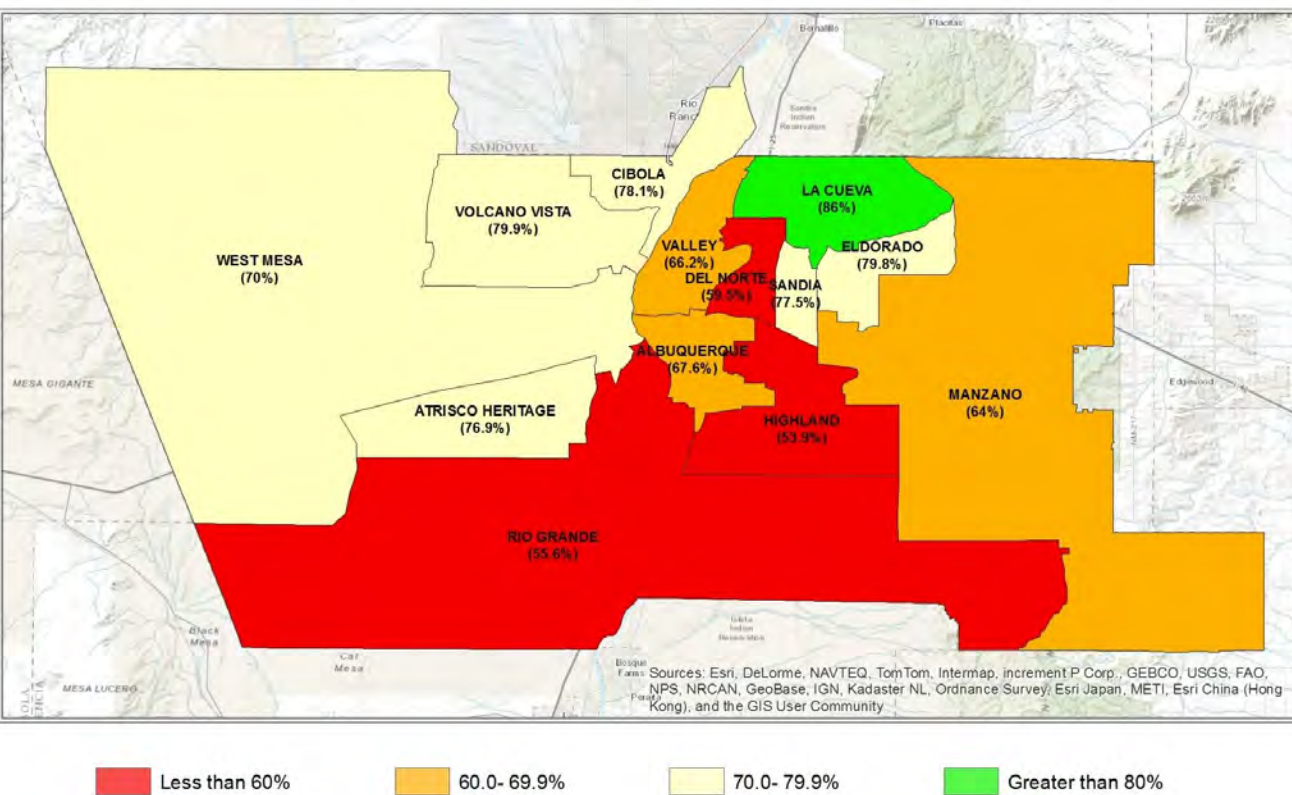 Placitas
Bernalillo
Rio
Sandia
Indian
Reservation
SANDOVAL
CIBOLA
(78.1%)
LA CUEVA
(86%)
VOLCANO VISTA
(79.9%)
VALLEY
(66.2%)
ELDORADO
(79.8%)
WEST MESA
(70%)
DEL NORTE
(59.5%)
SANDIA
(77.5%)
ALBUQUERQUE
(67.6%)
MESA GIGANTE
Edgewood
MANZANO
(64%)
ATRISCO HERITAGE
(76.9%)
HIGHLAND
(53.9%)
RIO GRANDE
(55.6%)
Black
Mesa
Cat
Mesa
Isleta
Indian
Reservation
Bosque
Farms
MESA LUCERO
Sources: Esri, DeLorme, NAVTEQ, TomTom, Intermap, increment P Corp., GEBCO, USGS, FAO,
NPS, NRCAN, GeoBase, IGN, Kadaster NL, Ordnance Survey, Esri Japan, METI, Esri China (Hong
Kong), and the GIS User Community
Less than 60%
60.0- 69.9%
70.0- 79.9%
Greater than 80%